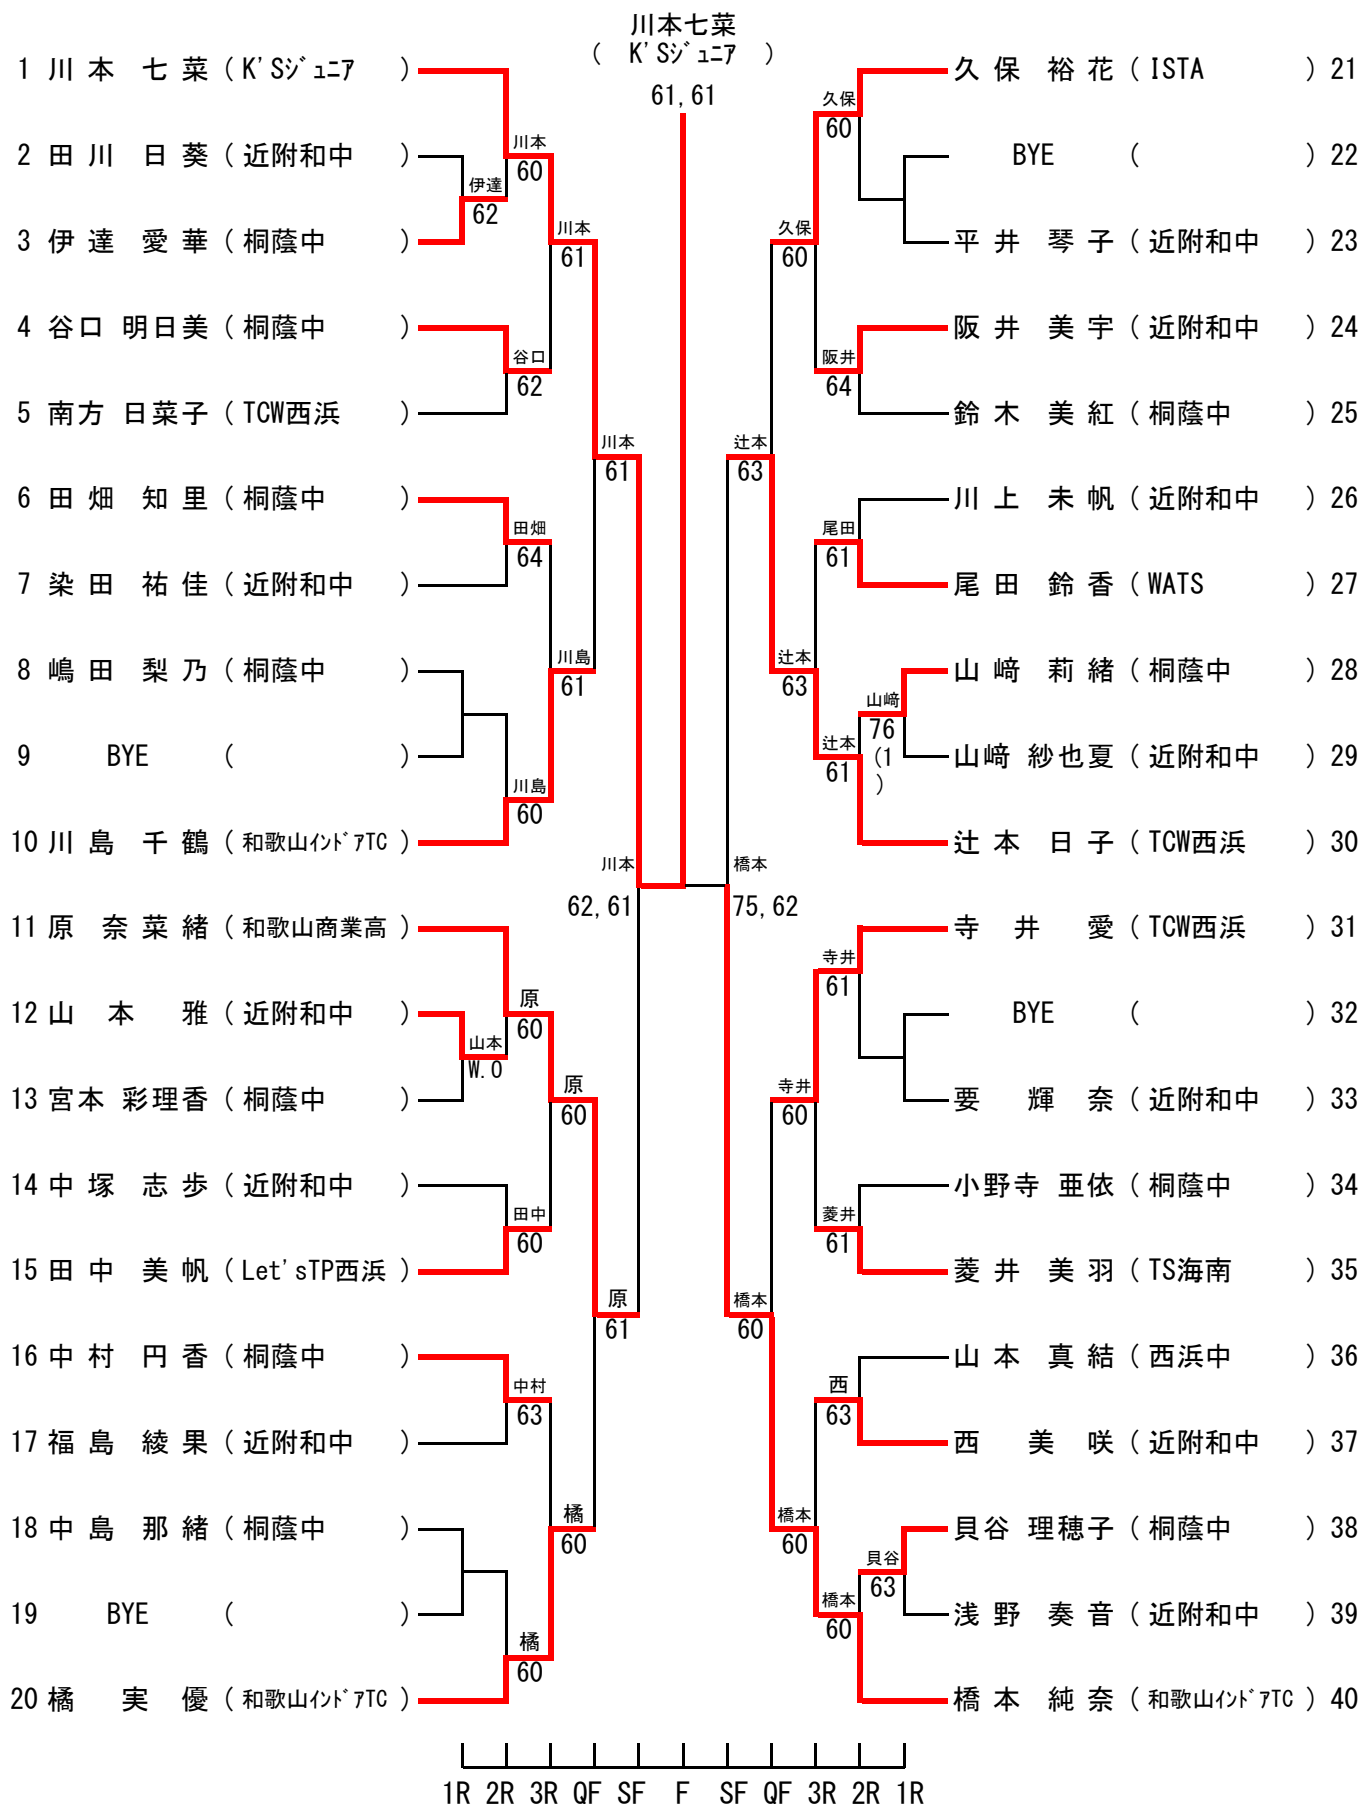 川本七菜
( K'Sジュニア )
61,61
1 川本 七菜 ( K'Sジュニア )
2 田川 日葵 ( 近附和中 )
3 伊達 愛華 ( 桐蔭中 )
4 谷口 明日美 ( 桐蔭中 )
5 南方 日菜子 ( TCW西浜 )
6 田畑 知里 ( 桐蔭中 )
7 染田 祐佳 ( 近附和中 )
8 嶋田 梨乃 ( 桐蔭中 )
9 BYE ( )
10 川島 千鶴 ( 和歌山インドアTC )
11 原 奈菜緒 ( 和歌山商業高 )
12 山本 雅 ( 近附和中 )
13 宮本 彩理香 ( 桐蔭中 )
14 中塚 志歩 ( 近附和中 )
15 田中 美帆 ( Let'sTP西浜 )
16 中村 円香 ( 桐蔭中 )
17 福島 綾果 ( 近附和中 )
18 中島 那緒 ( 桐蔭中 )
19 BYE ( )
20 橘 実優 ( 和歌山インドアTC )
伊達
62
山本
W.O
川本
60
谷口
62
田畑
64
川島
60
原
60
田中
60
中村
63
橘
60
川本
61
川島
61
原
60
橘
60
川本
61
原
61
川本
62,61
橋本
75,62
辻本
63
橋本
60
久保
60
辻本
63
寺井
60
橋本
60
久保
60
阪井
64
尾田
61
辻本
61
寺井
61
菱井
61
西
63
橋本
60
山﨑
76
(1
)
貝谷
63
久保 裕花 ( ISTA ) 21
BYE ( ) 22
平井 琴子 ( 近附和中 ) 23
阪井 美宇 ( 近附和中 ) 24
鈴木 美紅 ( 桐蔭中 ) 25
川上 未帆 ( 近附和中 ) 26
尾田 鈴香 ( WATS ) 27
山﨑 莉緒 ( 桐蔭中 ) 28
山﨑 紗也夏 ( 近附和中 ) 29
辻本 日子 ( TCW西浜 ) 30
寺井 愛 ( TCW西浜 ) 31
BYE ( ) 32
要 輝奈 ( 近附和中 ) 33
小野寺 亜依 ( 桐蔭中 ) 34
菱井 美羽 ( TS海南 ) 35
山本 真結 ( 西浜中 ) 36
西 美咲 ( 近附和中 ) 37
貝谷 理穂子 ( 桐蔭中 ) 38
浅野 奏音 ( 近附和中 ) 39
橋本 純奈 ( 和歌山インドアTC ) 40
1R 2R 3R QF SF F SF QF 3R 2R 1R